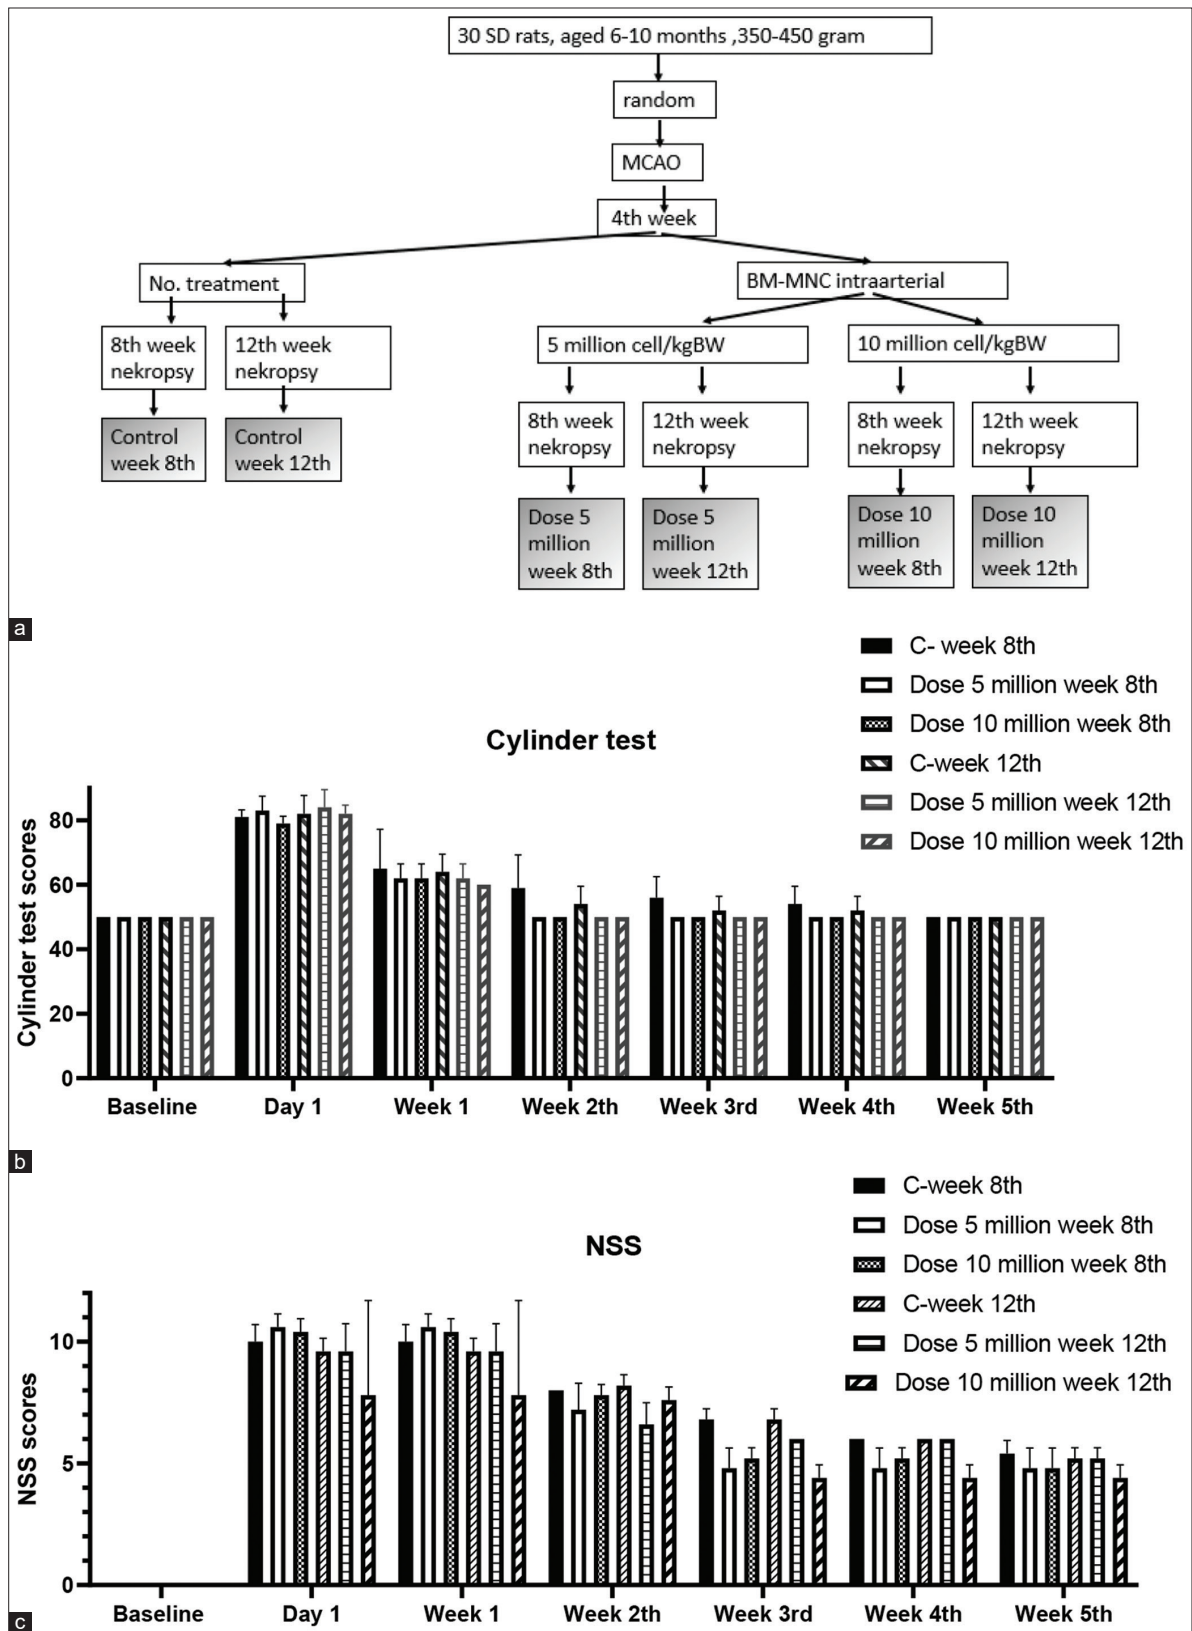 30 SD rats, aged 6-10 months ,350-450 gram
random
MCAO
4th week
No. treatment
BM-MNC intraarterial
8th week
nekropsy
12th week
nekropsy
5 million cell/kgBW
10 million cell/kgBW
Control
week 8th
Control
week 12th
8th week
nekropsy
12th week
nekropsy
8th week
nekropsy
12th week
nekropsy
Dose 5
million
week 8th
Dose 5
million
week 12th
Dose 10
million
week 8th
Dose 10
million
week 12th
a
C- week 8th
Dose 5 million week 8th
Dose 10 million week 8th
C-week 12th
Dose 5 million week 12th
Dose 10 million week 12th
Cylinder test
Cylinder test scores
80
60
40
20
0
Baseline
Day 1
Week 1
Week 2th
Week 3rd
Week 4th
Week 5th
b
C-week 8th
Dose 5 million week 8th
Dose 10 million week 8th
C-week 12th
Dose 5 million week 12th
Dose 10 million week 12th
NSS
NSS scores
10
5
0
Baseline
Day 1
Week 1
Week 2th
Week 3rd
Week 4th
Week 5th
c